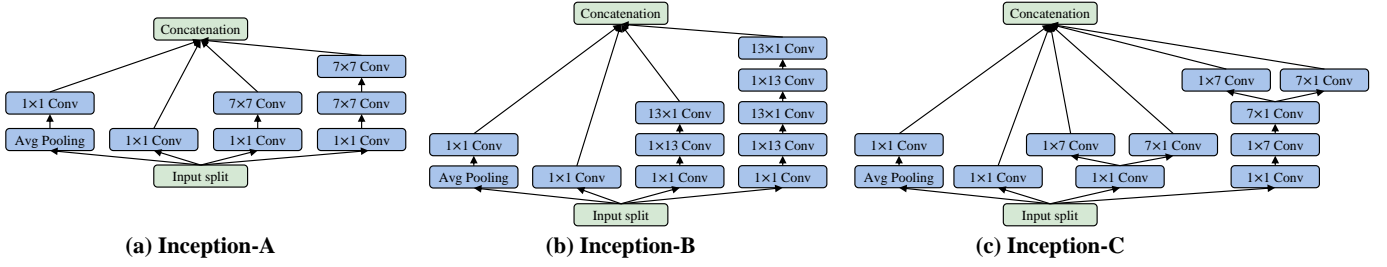 Concatenation
7×7 Conv
1×1 Conv
7×7 Conv
7×7 Conv
Avg Pooling
1×1 Conv
1×1 Conv
1×1 Conv
Input split
(a) Inception-A
Concatenation
13×1 Conv
1×13 Conv
13×1 Conv
13×1 Conv
1×1 Conv
1×13 Conv
1×13 Conv
Avg Pooling
1×1 Conv
1×1 Conv
1×1 Conv
Input split
(b) Inception-B
Concatenation
1×7 Conv
7×1 Conv
7×1 Conv
1×1 Conv
1×7 Conv
7×1 Conv
1×7 Conv
Avg Pooling
1×1 Conv
1×1 Conv
1×1 Conv
Input split
(c) Inception-C